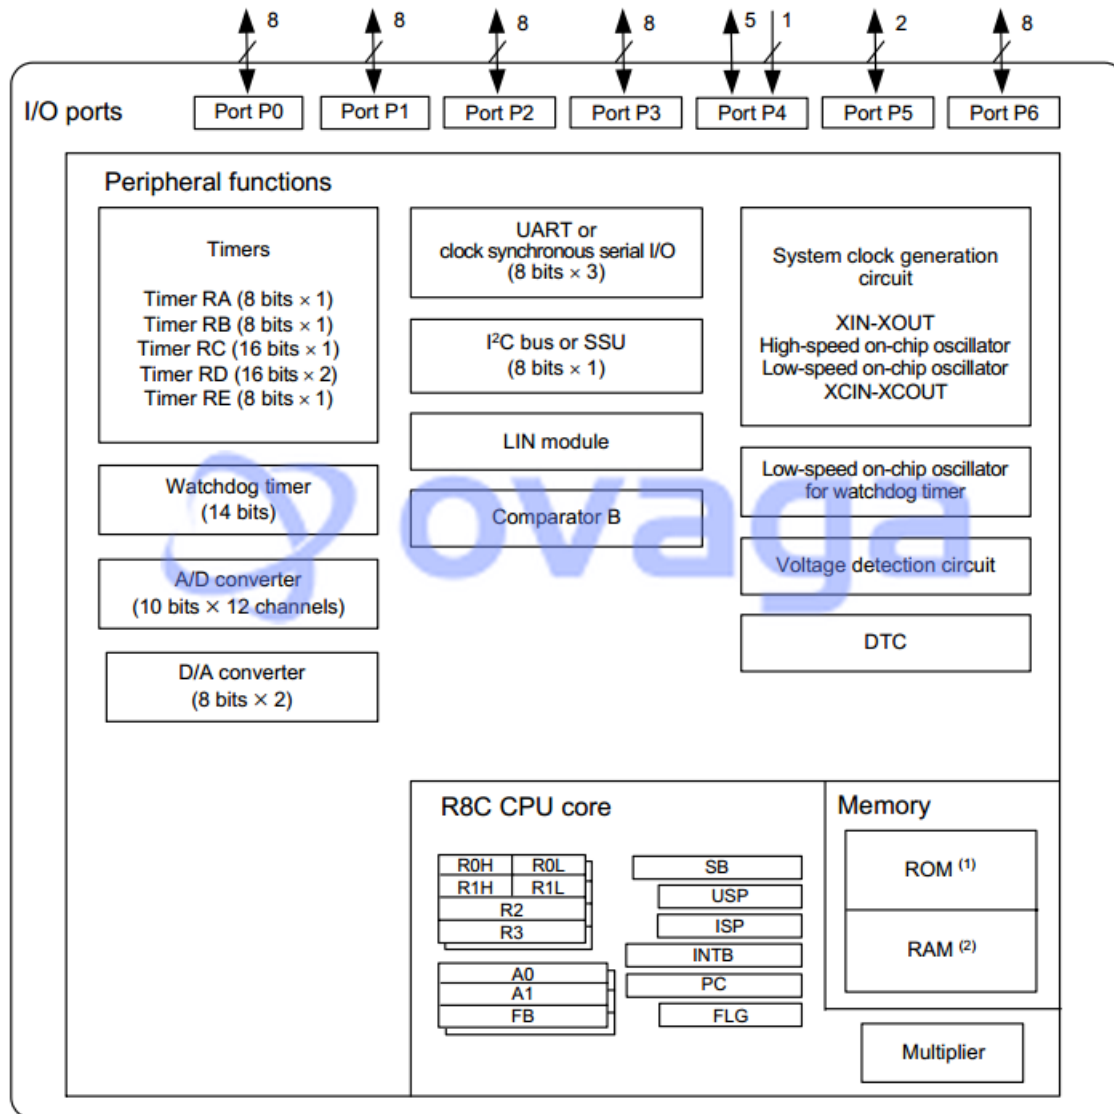 8 8 8 8 5 1 2 8
I/O ports
Port P0 Port P1 Port P2 Port P3 Port P4 Port P5 Port P6
Peripheral functions
Timers
Timer RA (8 bits × 1)
Timer RB (8 bits × 1)
Timer RC (16 bits × 1)
Timer RD (16 bits × 2)
Timer RE (8 bits × 1)
Watchdog timer
(14 bits)
A/D converter
(10 bits × 12 channels)
D/A converter
(8 bits × 2)
UART or
clock synchronous serial I/O
(8 bits × 3)
I²C bus or SSU
(8 bits × 1)
LIN module
Comparator B
System clock generation
circuit
XIN-XOUT
High-speed on-chip oscillator
Low-speed on-chip oscillator
XCIN-XCOUT
Low-speed on-chip oscillator
for watchdog timer
Voltage detection circuit
DTC
ovaga
R8C CPU core
R0H R0L
R1H R1L
R2
R3
A0
A1
FB
SB
USP
ISP
INTB
PC
FLG
Memory
ROM (1)
RAM (2)
Multiplier